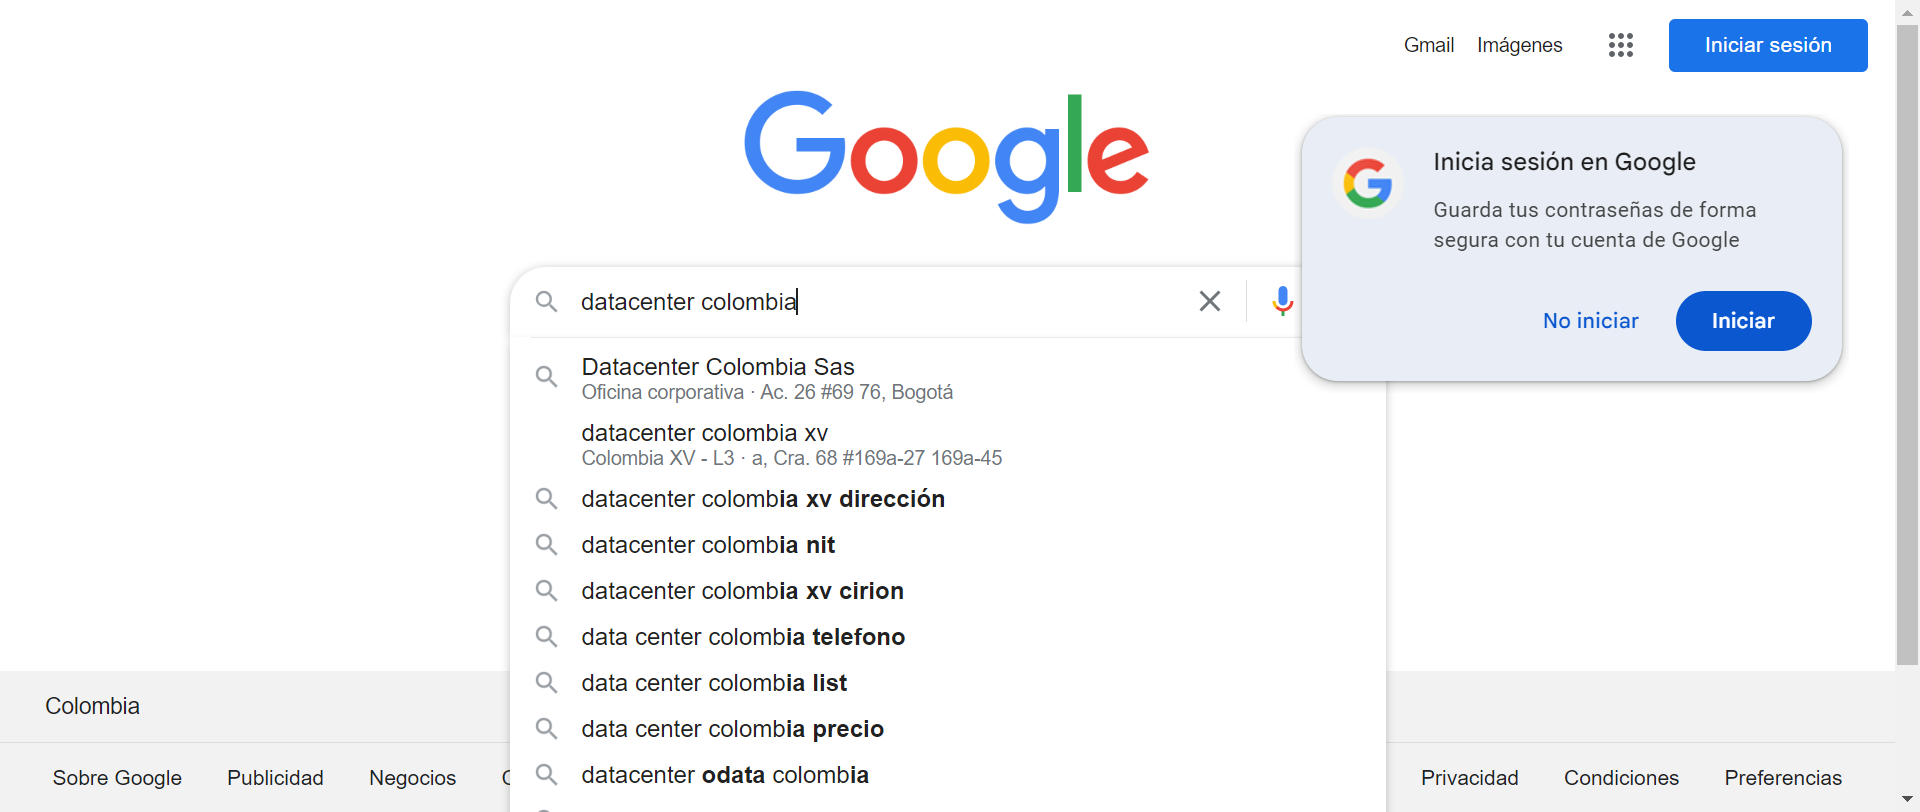 Gmail
Imágenes
Iniciar sesión
Google
Inicia sesión en Google
Guarda tus contraseñas de forma
segura con tu cuenta de Google
No iniciar
Iniciar
datacenter colombia
Datacenter Colombia Sas
Oficina corporativa · Ac. 26 #69 76, Bogotá
datacenter colombia xv
Colombia XV - L3 · a, Cra. 68 #169a-27 169a-45
datacenter colombia xv dirección
datacenter colombia nit
datacenter colombia xv cirion
data center colombia telefono
data center colombia list
data center colombia precio
datacenter odata colombia
Colombia
Sobre Google
Publicidad
Negocios
Privacidad
Condiciones
Preferencias